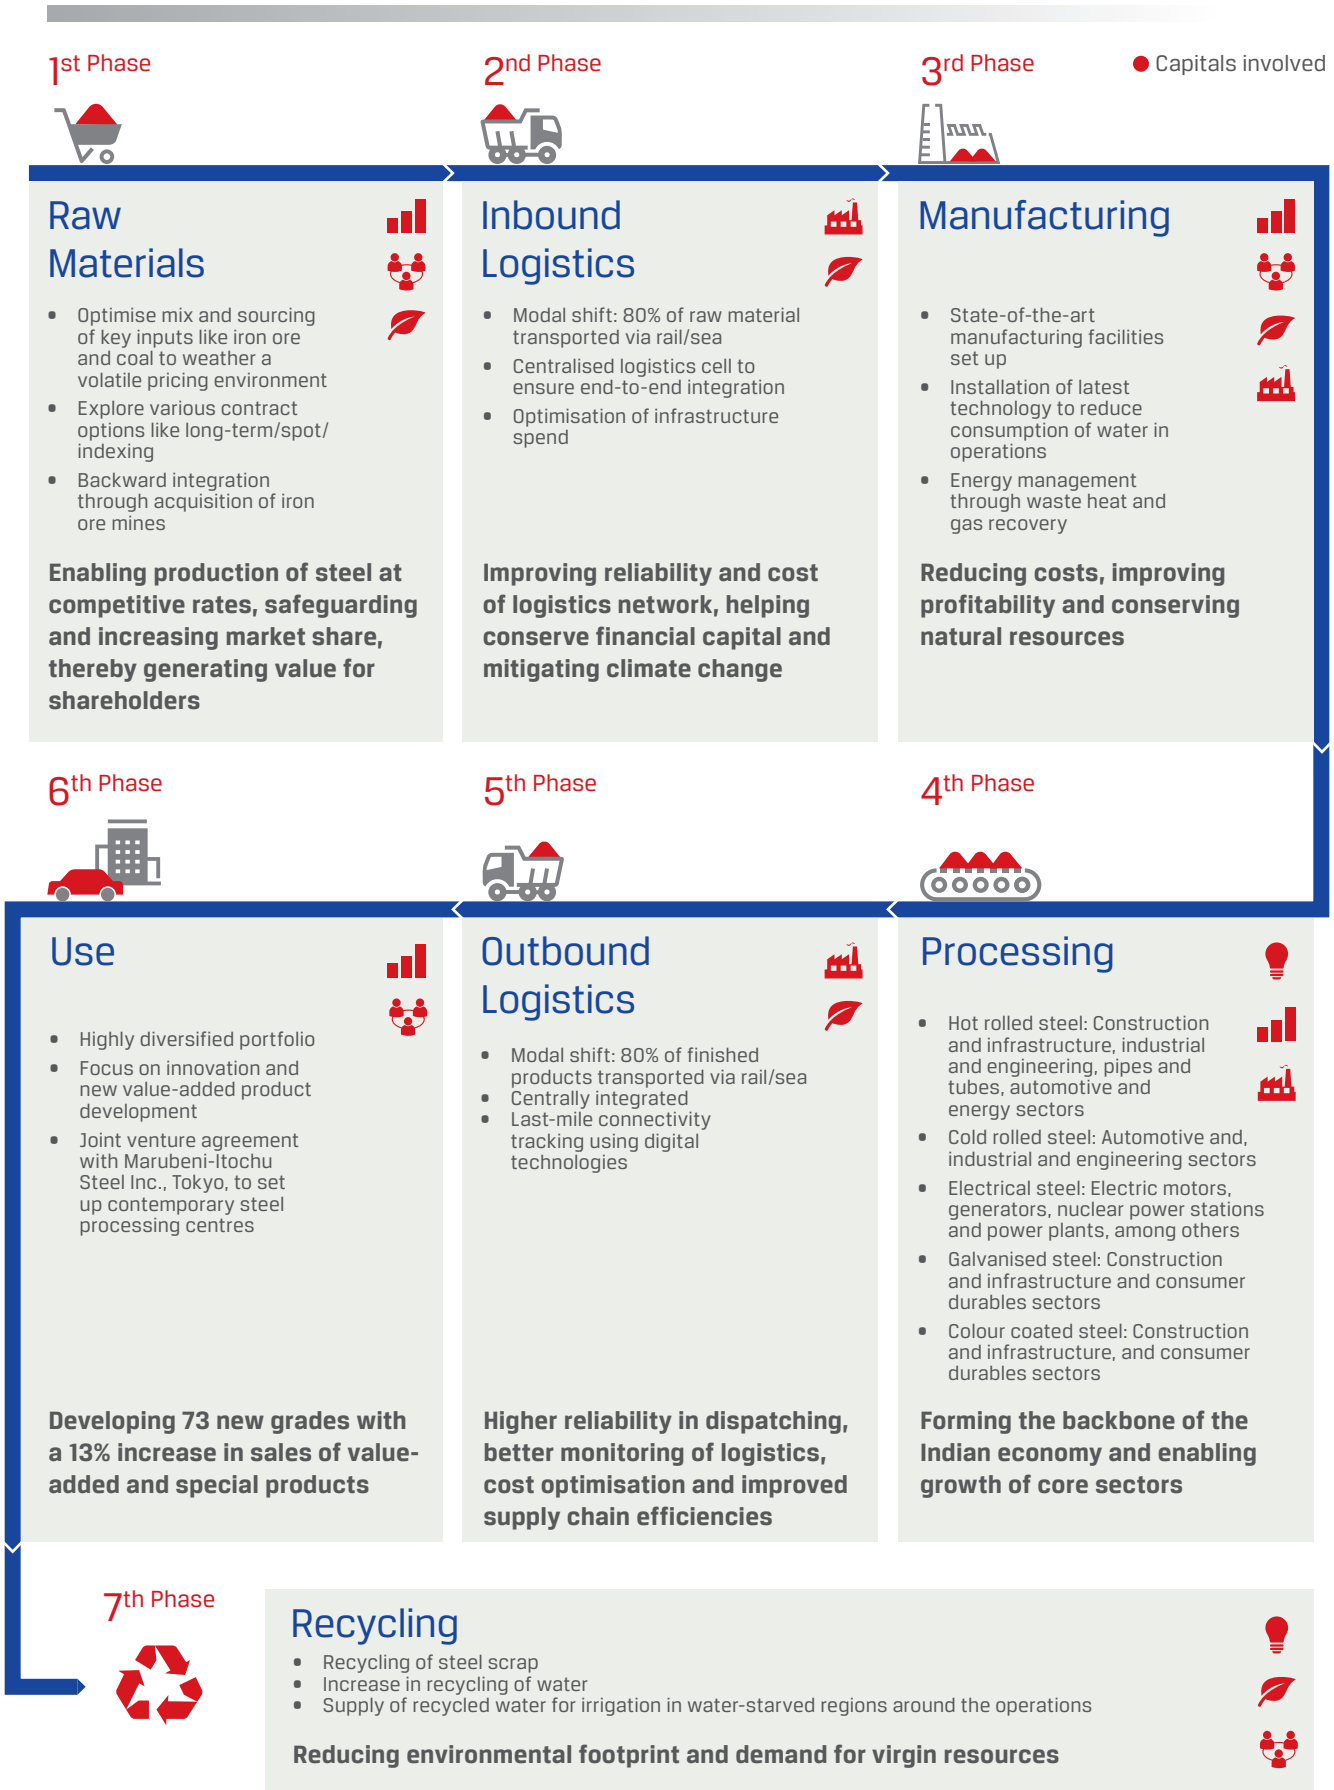 1st Phase
2nd Phase
3rd Phase
Capitals involved
Raw
Materials
• Optimise mix and sourcing
of key inputs like iron ore
and coal to weather a
volatile pricing environment
• Explore various contract
options like long-term/spot/
indexing
• Backward integration
through acquisition of iron
ore mines
Enabling production of steel at
competitive rates, safeguarding
and increasing market share,
thereby generating value for
shareholders
Inbound
Logistics
• Modal shift: 80% of raw material
transported via rail/sea
• Centralised logistics cell to
ensure end-to-end integration
• Optimisation of infrastructure
spend
Improving reliability and cost
of logistics network, helping
conserve financial capital and
mitigating climate change
Manufacturing
• State-of-the-art
manufacturing facilities
set up
• Installation of latest
technology to reduce
consumption of water in
operations
• Energy management
through waste heat and
gas recovery
Reducing costs, improving
profitability and conserving
natural resources
4th Phase
Processing
• Hot rolled steel: Construction
and infrastructure, industrial
and engineering, pipes and
tubes, automotive and
energy sectors
• Cold rolled steel: Automotive and,
industrial and engineering sectors
• Electrical steel: Electric motors,
generators, nuclear power stations
and power plants, among others
• Galvanised steel: Construction
and infrastructure and consumer
durables sectors
• Colour coated steel: Construction
and infrastructure, and consumer
durables sectors
Forming the backbone of the
Indian economy and enabling
growth of core sectors
5th Phase
Outbound
Logistics
• Modal shift: 80% of finished
products transported via rail/sea
• Centrally integrated
• Last-mile connectivity
tracking using digital
technologies
Higher reliability in dispatching,
better monitoring of logistics,
cost optimisation and improved
supply chain efficiencies
6th Phase
Use
• Highly diversified portfolio
• Focus on innovation and
new value-added product
development
• Joint venture agreement
with Marubeni-Itochu
Steel Inc., Tokyo, to set
up contemporary steel
processing centres
Developing 73 new grades with
a 13% increase in sales of value-
added and special products
7th Phase
Recycling
• Recycling of steel scrap
• Increase in recycling of water
• Supply of recycled water for irrigation in water-starved regions around the operations
Reducing environmental footprint and demand for virgin resources